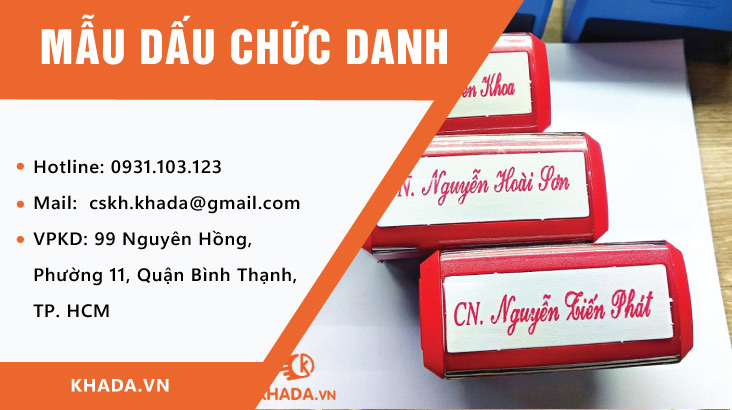 MẪU DẤU CHỨC DANH
Hotline: 0931.103.123
Mail: cskh.khada@gmail.com
VPKD: 99 Nguyên Hồng,
Phường 11, Quận Bình Thạnh,
TP. HCM
KHADA.VN
Khoa
N. Nguyễn Hoài Sơn
CN. Nguyễn Tiến Phát
k
KHADA.VN